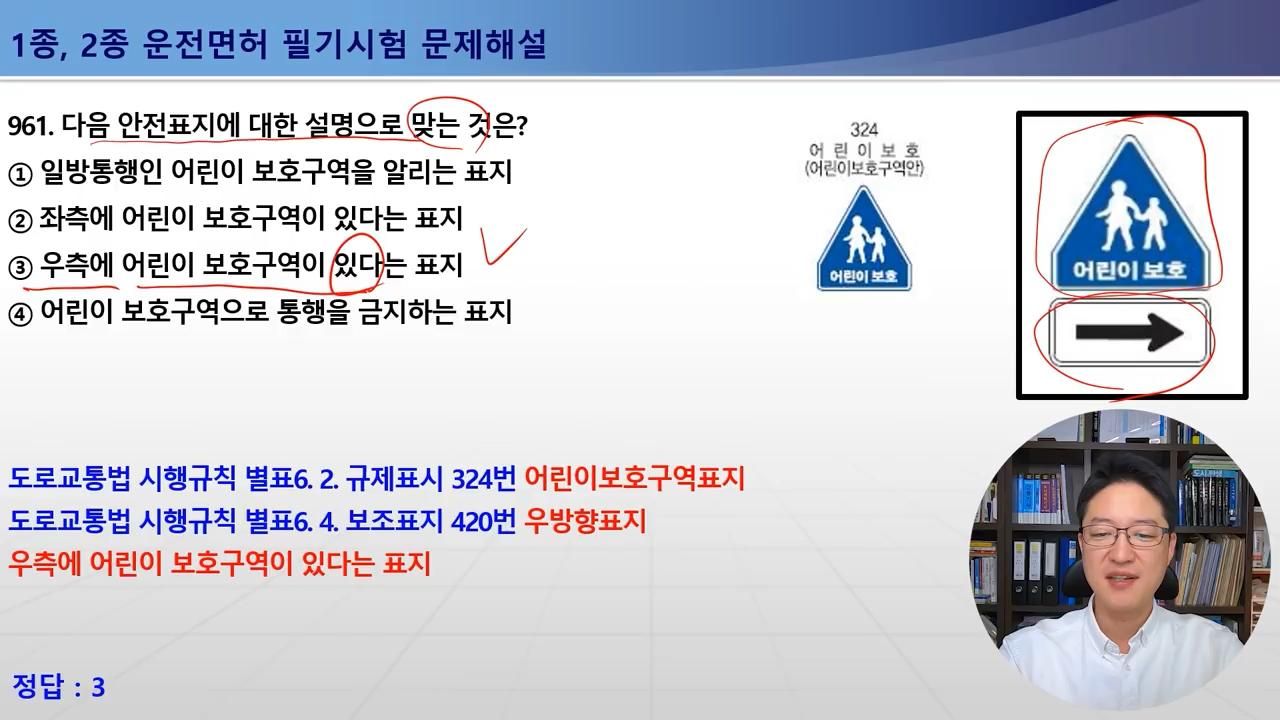 1종, 2종 운전면허 필기시험 문제해설
961. 다음 안전표지에 대한 설명으로 맞는 것은?
① 일방통행인 어린이 보호구역을 알리는 표지
② 좌측에 어린이 보호구역이 있다는 표지
③ 우측에 어린이 보호구역이 있다는 표지
④ 어린이 보호구역으로 통행을 금지하는 표지
324
어 린 이 보 호
(어린이보호구역안)
어린이 보호
어린이 보호
도로교통법 시행규칙 별표6. 2. 규제표시 324번 어린이보호구역표지
도로교통법 시행규칙 별표6. 4. 보조표지 420번 우방향표지
우측에 어린이 보호구역이 있다는 표지
정답 : 3